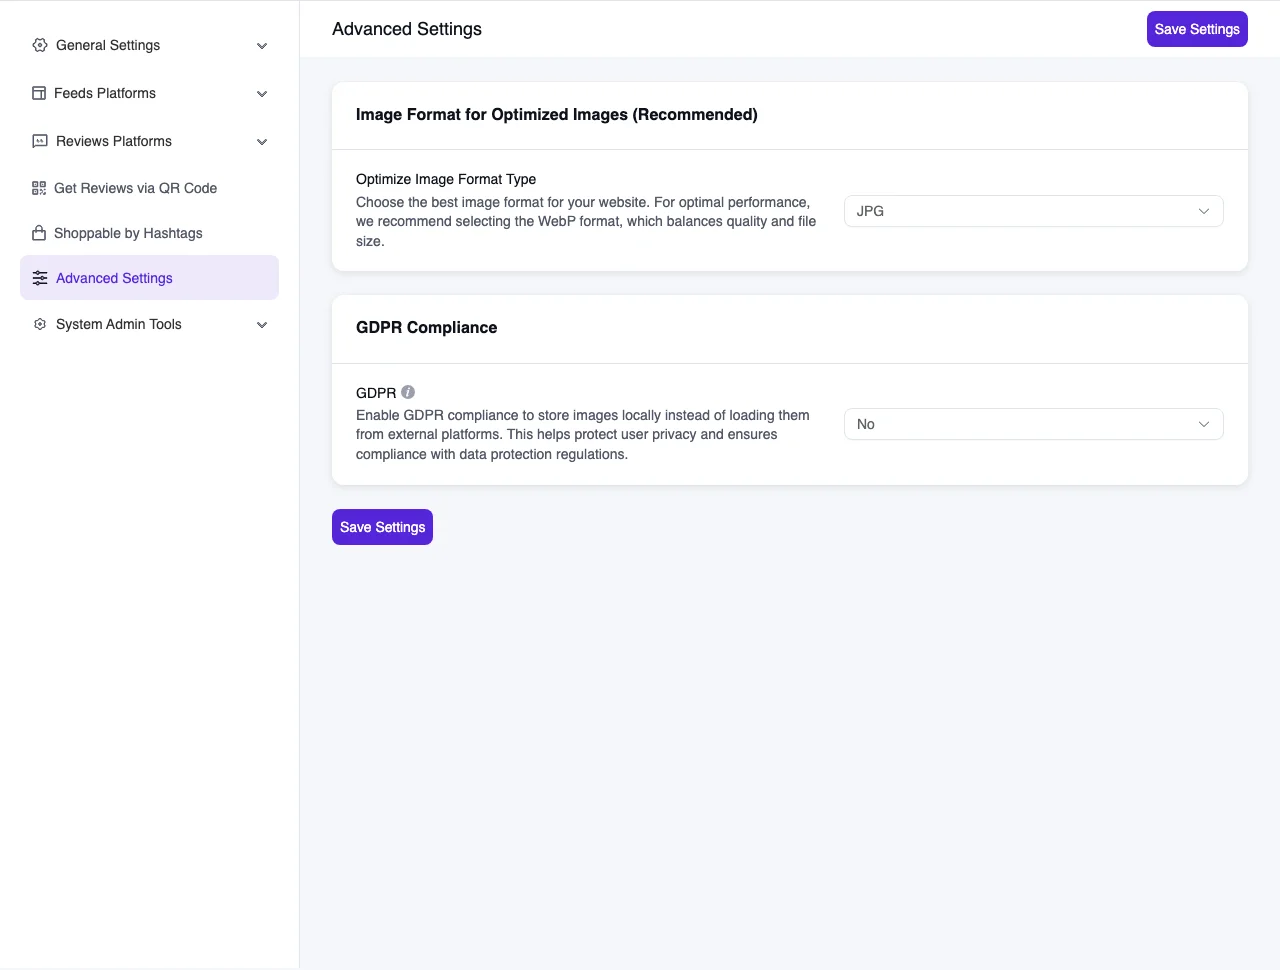 General Settings
Feeds Platforms
Reviews Platforms
Get Reviews via QR Code
Shoppable by Hashtags
Advanced Settings
System Admin Tools
Advanced Settings
Save Settings
Image Format for Optimized Images (Recommended)
Optimize Image Format Type
Choose the best image format for your website. For optimal performance,
we recommend selecting the WebP format, which balances quality and file
size.
JPG
GDPR Compliance
GDPR
Enable GDPR compliance to store images locally instead of loading them
from external platforms. This helps protect user privacy and ensures
compliance with data protection regulations.
No
Save Settings